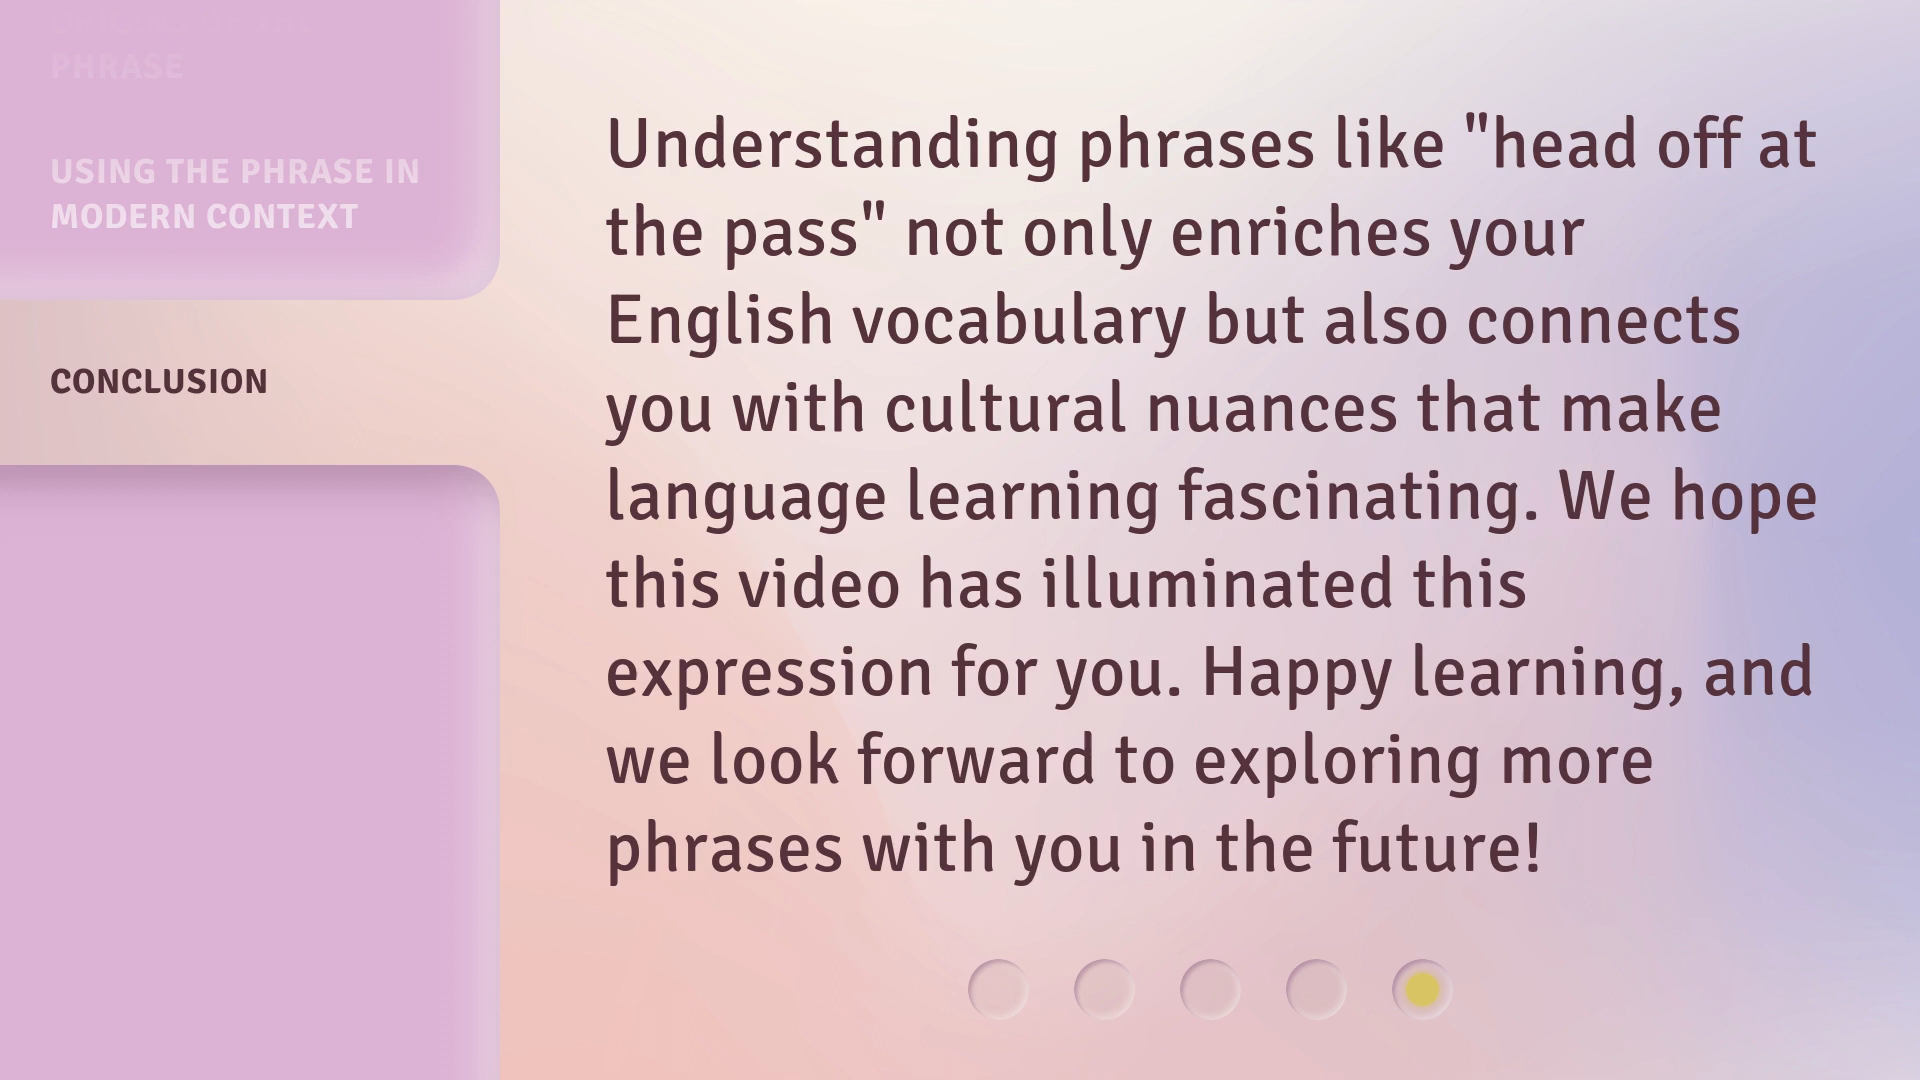 ORIGINS OF THE
PHRASE
USING THE PHRASE IN
MODERN CONTEXT
CONCLUSION
Understanding phrases like "head off at
the pass" not only enriches your
English vocabulary but also connects
you with cultural nuances that make
language learning fascinating. We hope
this video has illuminated this
expression for you. Happy learning, and
we look forward to exploring more
phrases with you in the future!